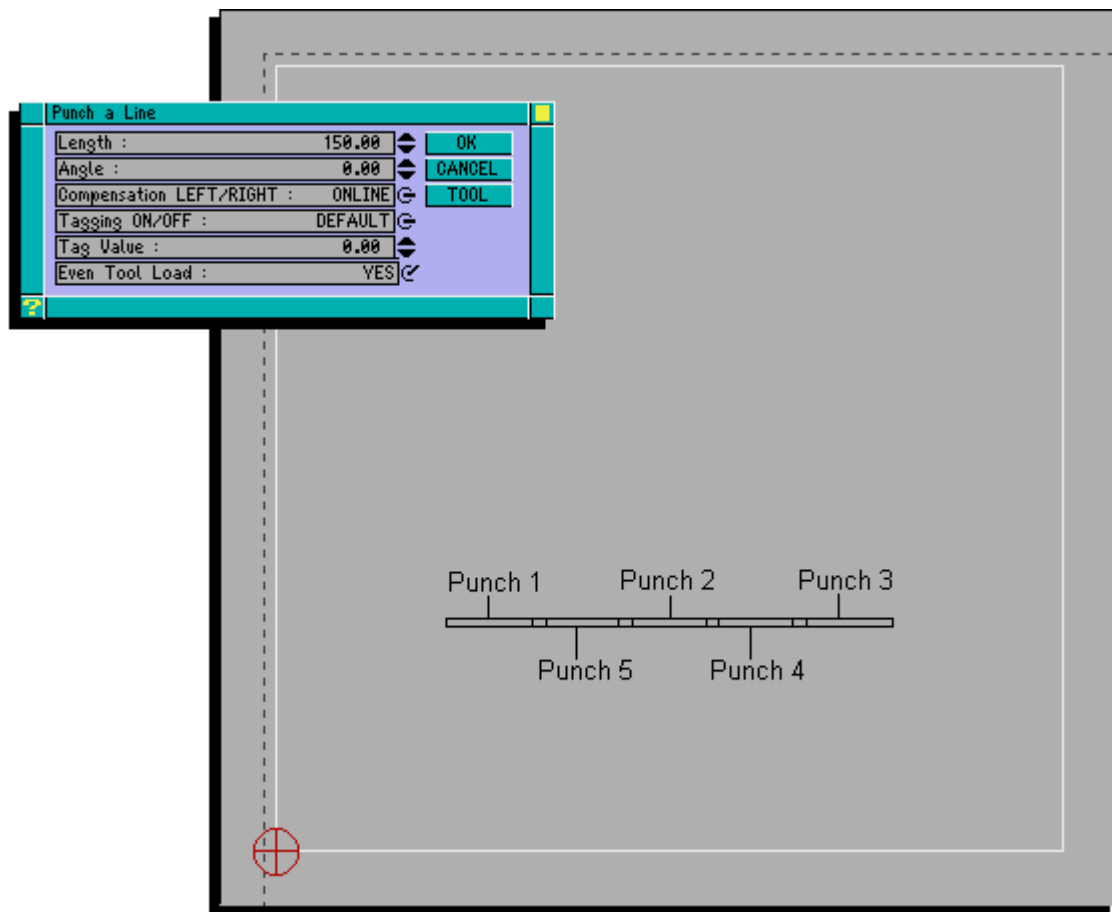 Punch a Line
Length : 150.00 OK
Angle : 0.00 CANCEL
Compensation LEFT/RIGHT : ONLINE TOOL
Tagging ON/OFF : DEFAULT
Tag Value : 0.00
Even Tool Load : YES
?
Punch 1 Punch 2 Punch 3
Punch 5 Punch 4